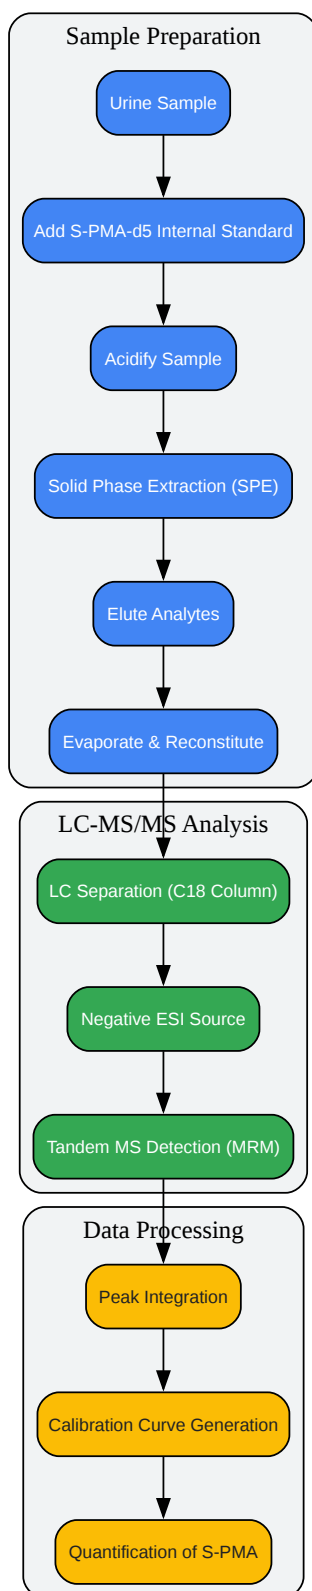 Sample Preparation
Urine Sample
Add S-PMA-d5 Internal Standard
Acidify Sample
Solid Phase Extraction (SPE)
Elute Analytes
Evaporate & Reconstitute
LC-MS/MS Analysis
LC Separation (C18 Column)
Negative ESI Source
Tandem MS Detection (MRM)
Data Processing
Peak Integration
Calibration Curve Generation
Quantification of S-PMA